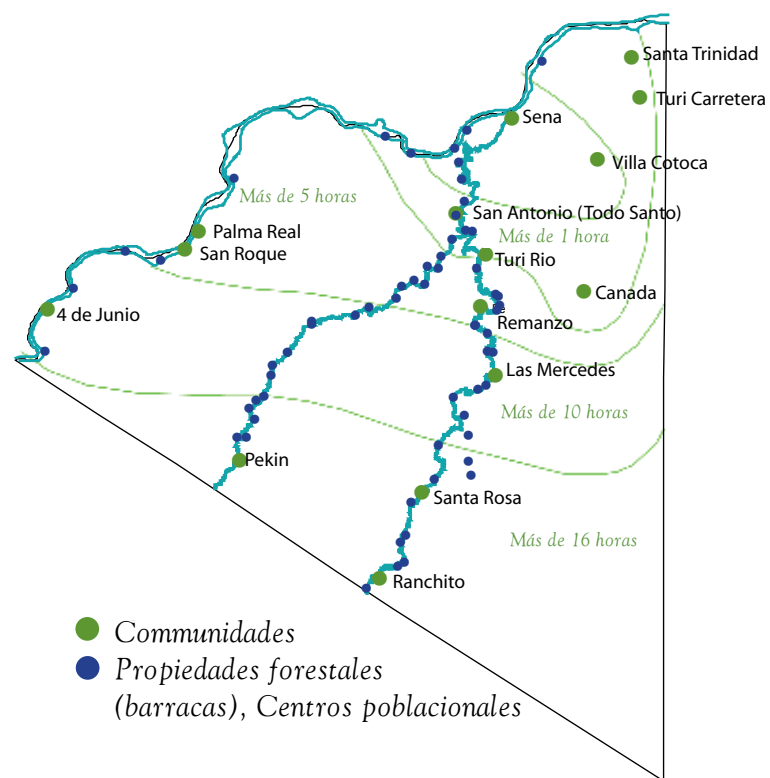 Santa Trinidad
Turi Carretera
Sena
Villa Cotoca
Más de 5 horas
San Antonio (Todo Santo)
Palma Real
Más de 1 hora
San Roque
Turi Rio
Canada
4 de Junio
Remanzo
Las Mercedes
Más de 10 horas
Pekin
Santa Rosa
Más de 16 horas
Ranchito
Communidades
Propiedades forestales
(barracas), Centros poblacionales